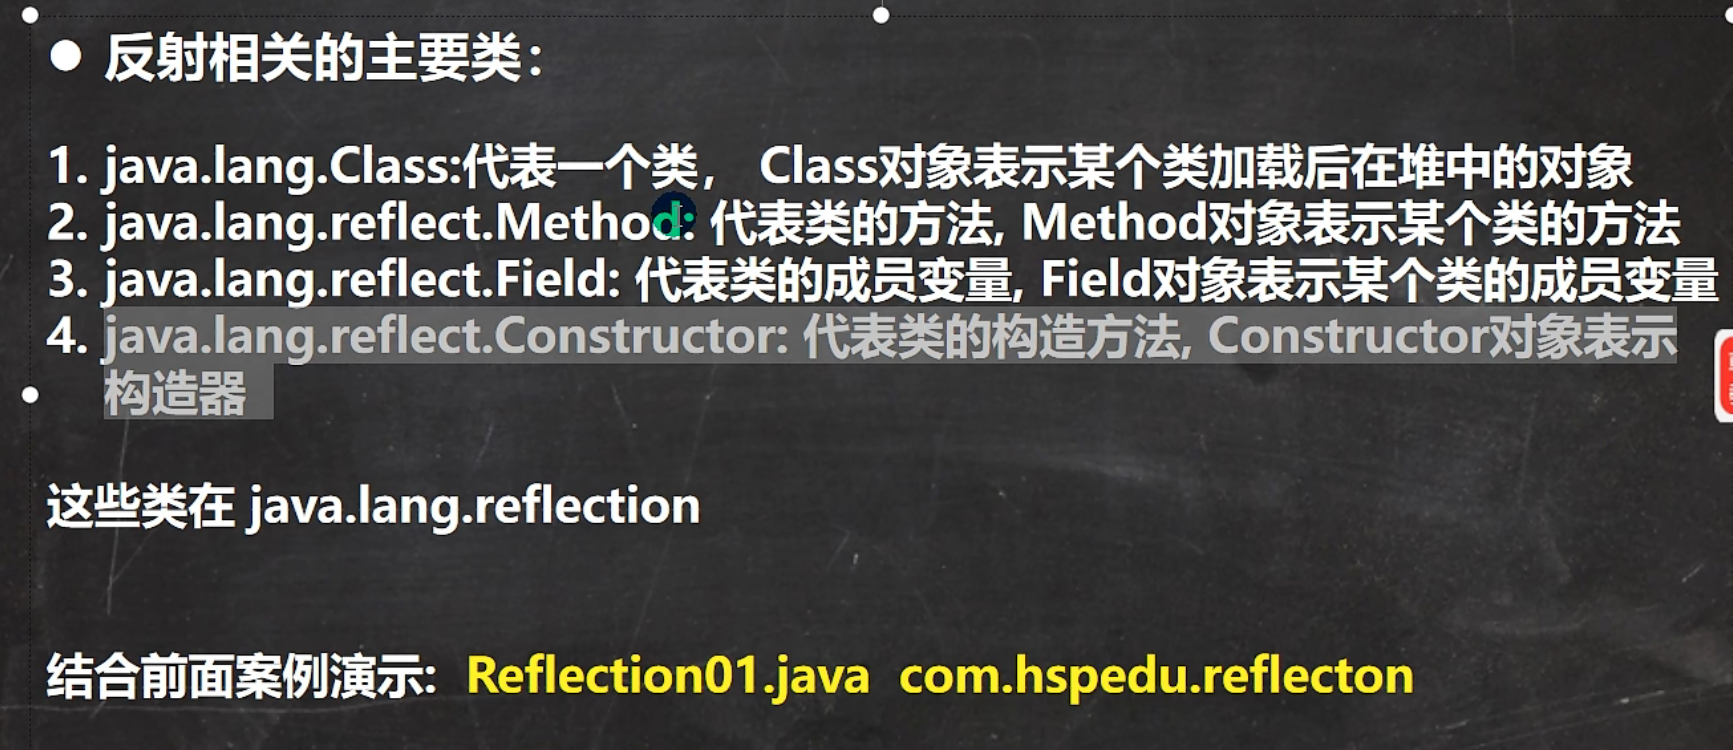 ● 反射相关的主要类：
1. java.lang.Class:代表一个类， Class对象表示某个类加载后在堆中的对象
2. java.lang.reflect.Method: 代表类的方法, Method对象表示某个类的方法
3. java.lang.reflect.Field: 代表类的成员变量, Field对象表示某个类的成员变量
4. java.lang.reflect.Constructor: 代表类的构造方法, Constructor对象表示
构造器
这些类在 java.lang.reflection
结合前面案例演示: Reflection01.java com.hspedu.reflecton